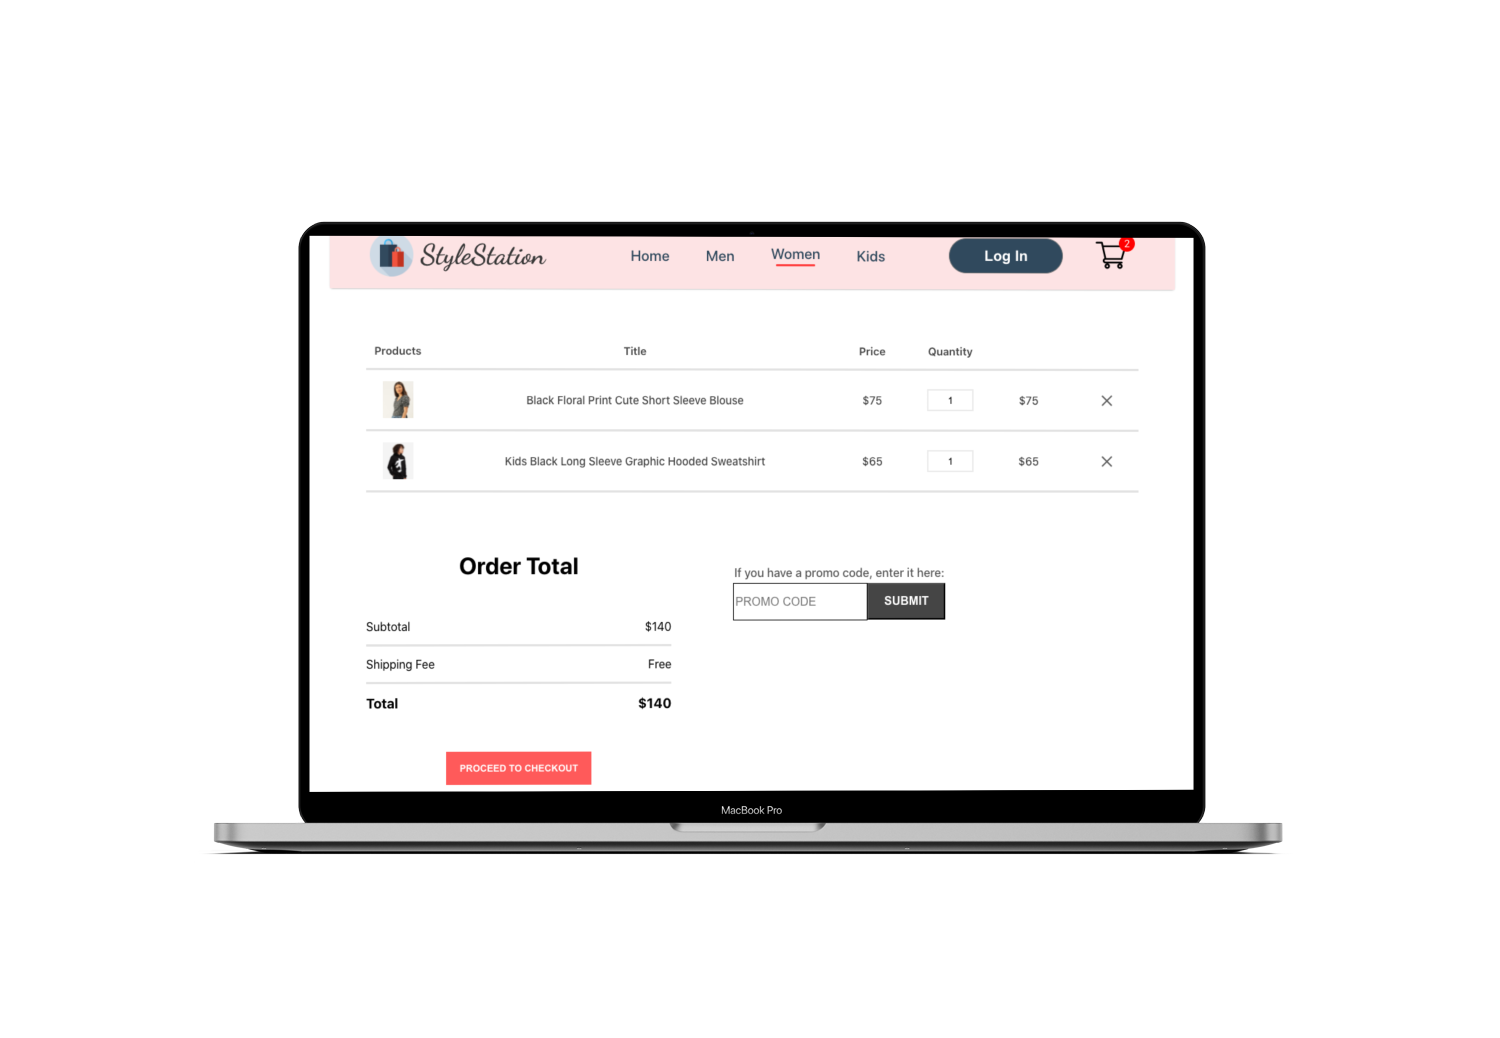 StyleStation Home Men Women Kids Log In 2
Products Title Price Quantity
Black Floral Print Cute Short Sleeve Blouse $75 1 $75
Kids Black Long Sleeve Graphic Hooded Sweatshirt $65 1 $65
Order Total
If you have a promo code, enter it here:
PROMO CODE SUBMIT
Subtotal $140
Shipping Fee Free
Total $140
PROCEED TO CHECKOUT
MacBook Pro